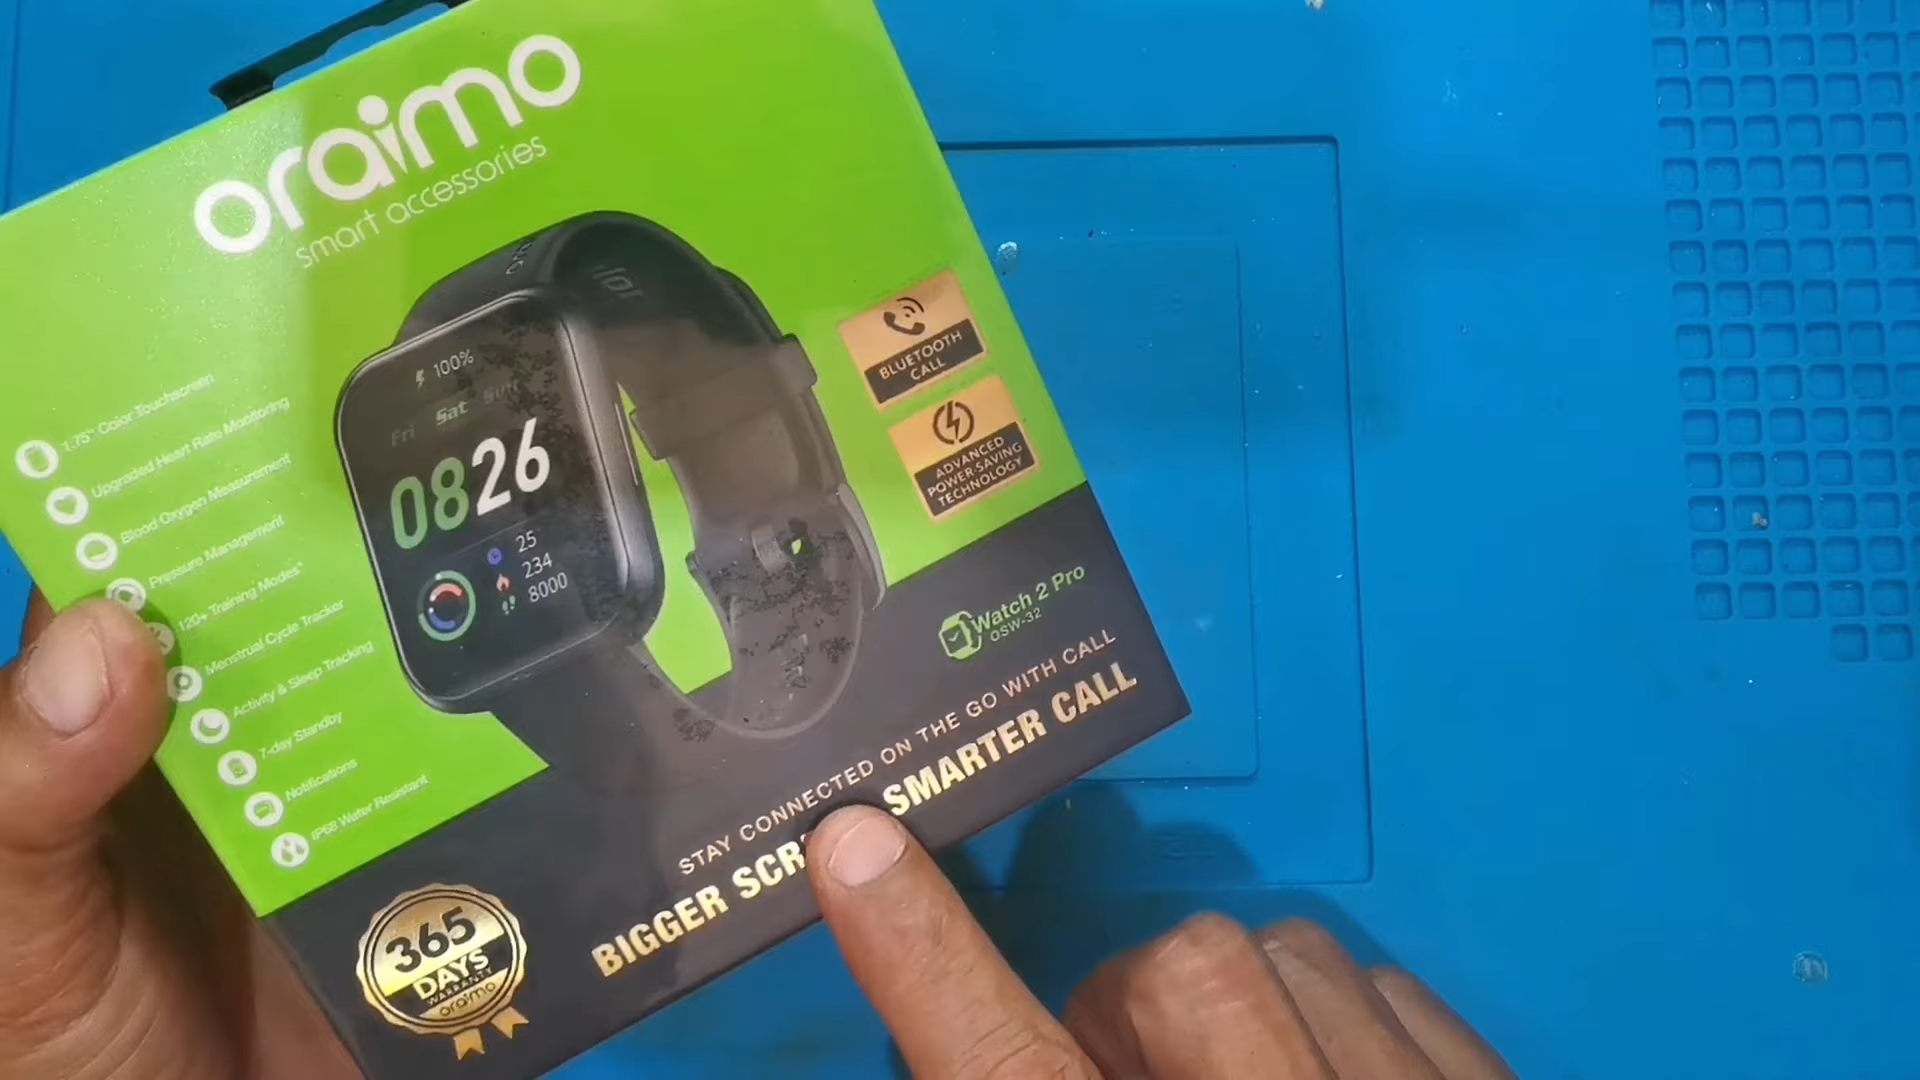 oraimo
smart accessories
1.75" Color Touchscreen
Upgraded Heart Rate Monitoring
Blood Oxygen Measurement
Pressure Management
120+ Training Modes*
Menstrual Cycle Tracker
Activity & Sleep Tracking
7-day Standby
Notifications
IP68 Water Resistant
100%
Fri Sat Sun
0826
25
234
8000
BLUETOOTH
CALL
ADVANCED
POWER-SAVING
TECHNOLOGY
Watch 2 Pro
OSW-32
STAY CONNECTED ON THE GO WITH CALL
BIGGER SMARTER CALL
365
DAYS
WARRANTY
oraimo